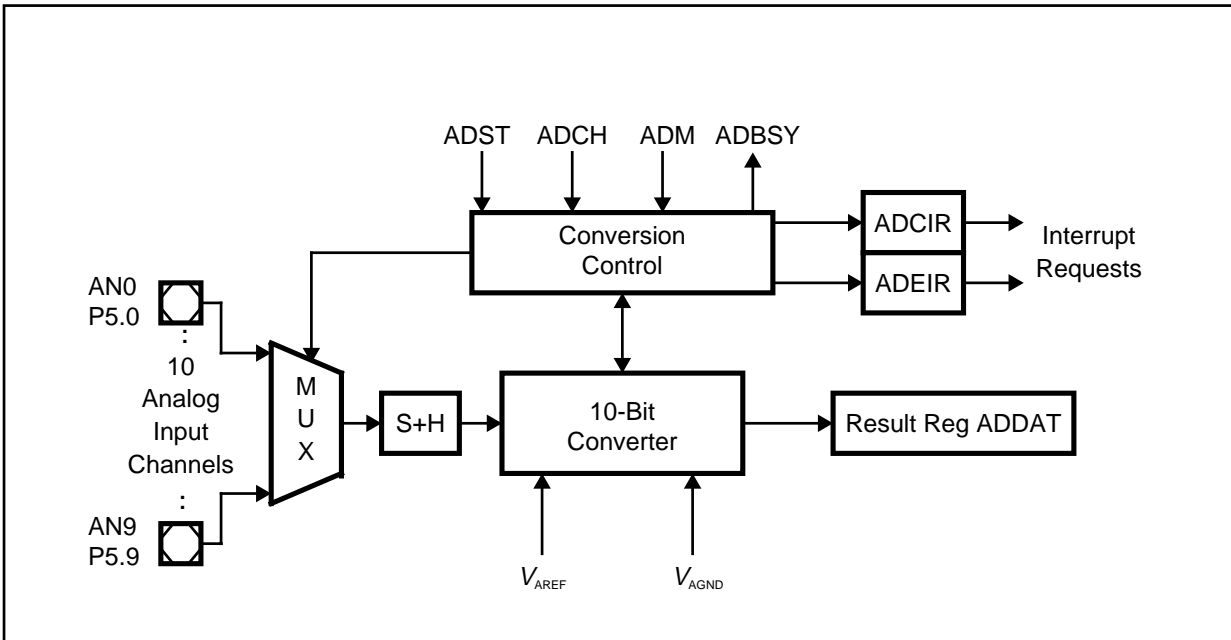 ADST ADCH ADM ADBSY
Conversion
Control
ADCIR
ADEIR
Interrupt
Requests
AN0
P5.0
:
10
Analog
Input
Channels
:
AN9
P5.9
M
U
X
S+H
10-Bit
Converter
Result Reg ADDAT
VAREF
VAGND